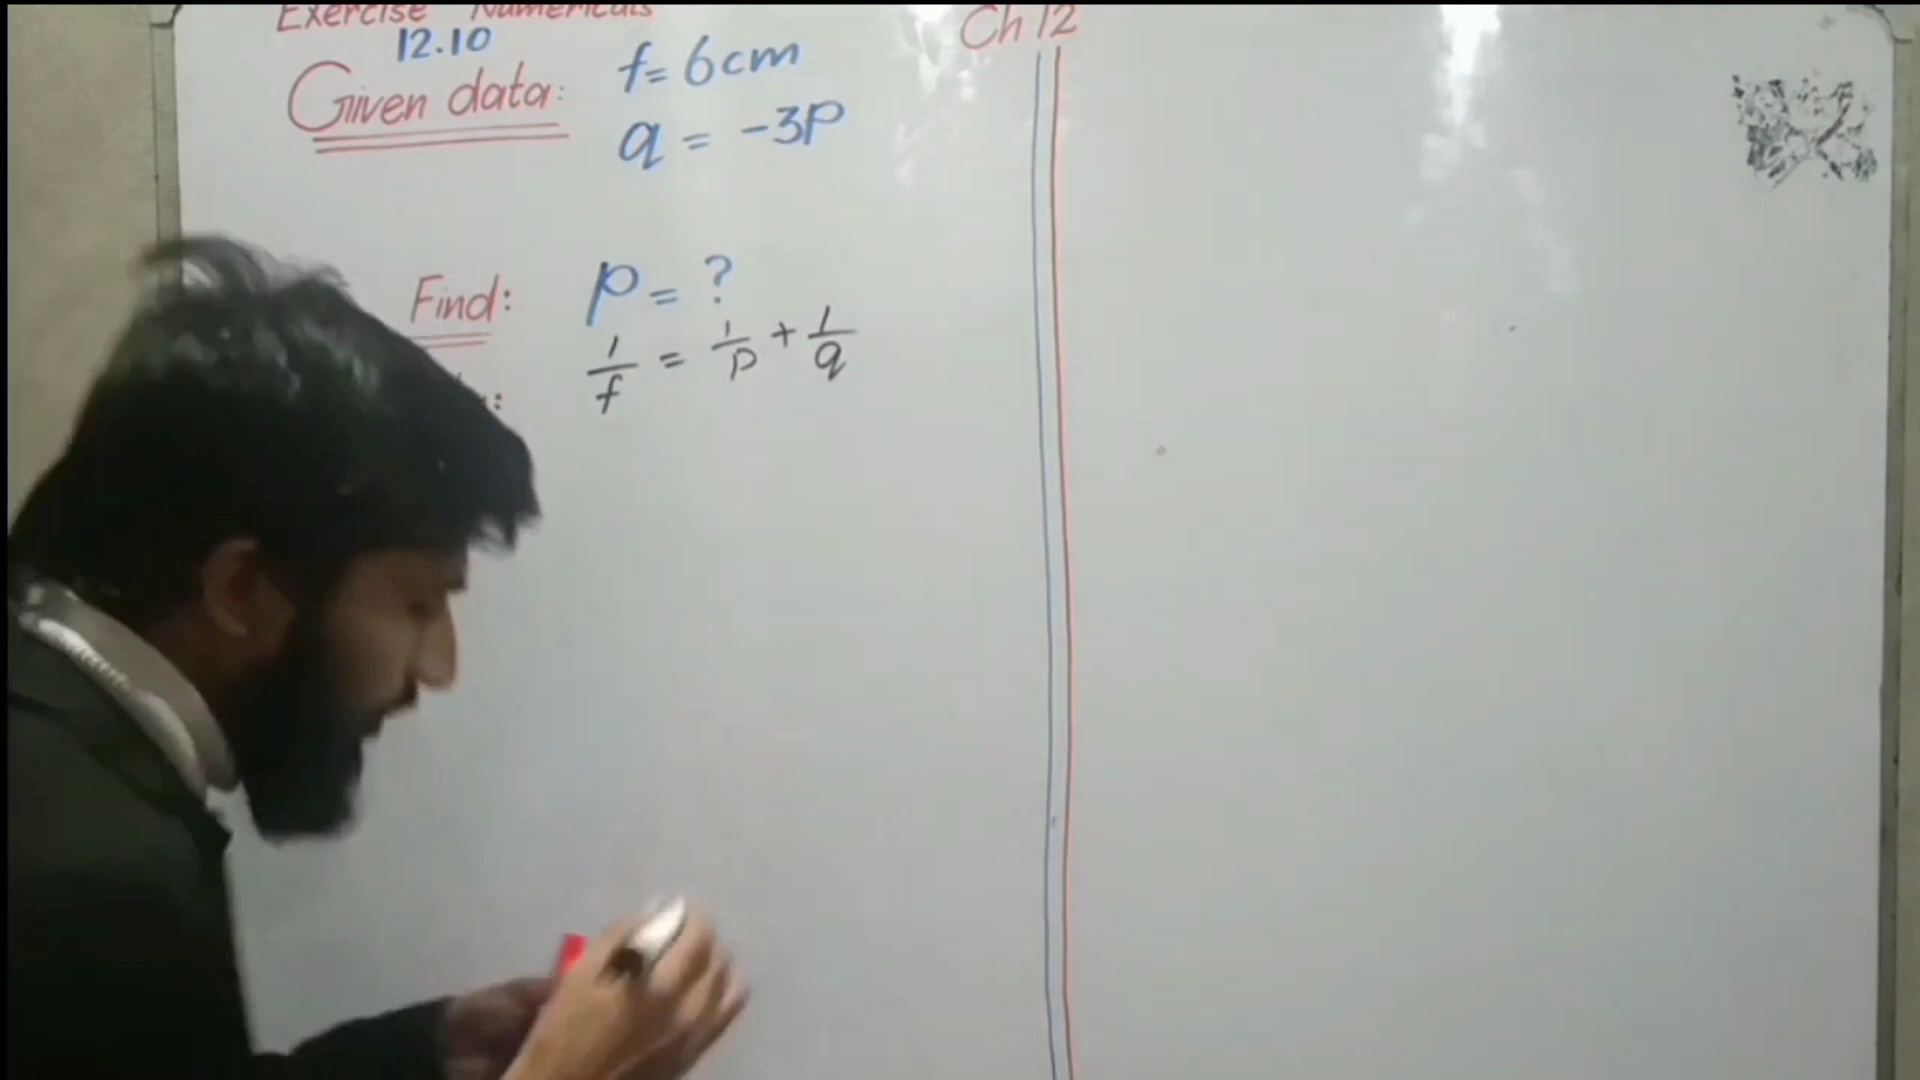 Exercise Numericals
Ch 12
12.10
Given data: f = 6cm
q = -3p
Find: p = ?
1/f = 1/p + 1/q